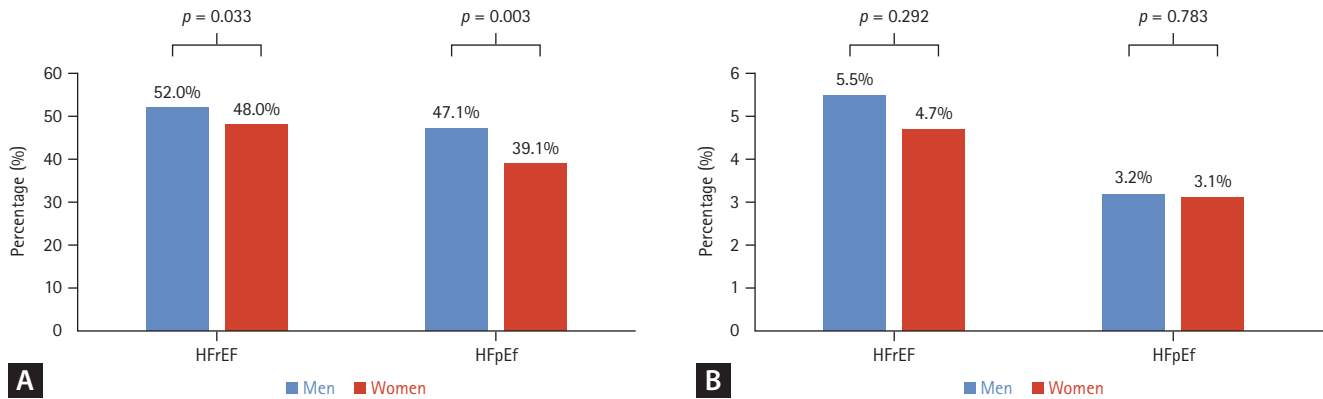 p = 0.033
p = 0.003
60
50
40
30
20
10
0
Percentage (%)
52.0%
48.0%
47.1%
39.1%
HFrEF
HFpEf
A
Men
Women
p = 0.292
p = 0.783
6
5
4
3
2
1
0
Percentage (%)
5.5%
4.7%
3.2%
3.1%
HFrEF
HFpEf
B
Men
Women